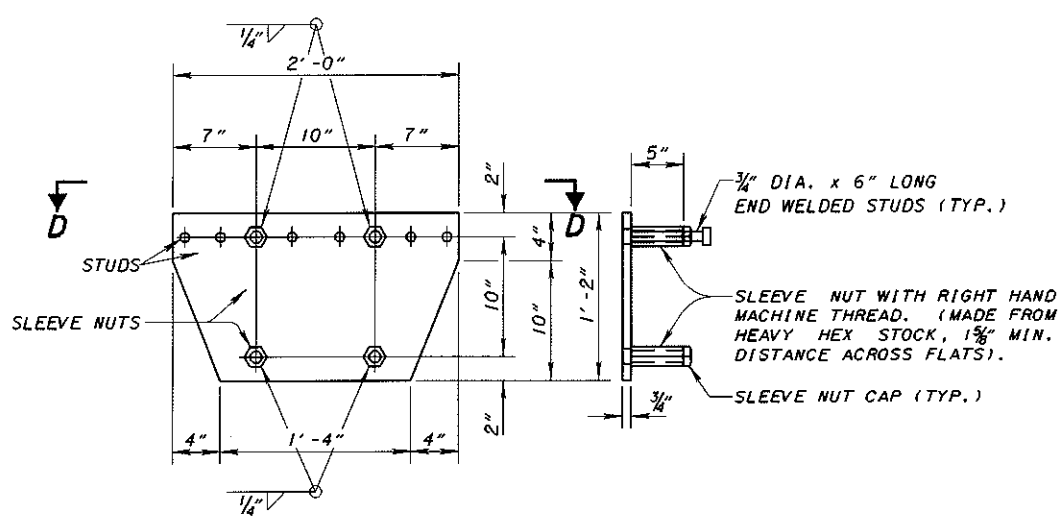 1/4"
2'-0"
7" 10" 7"
2"
5"
3/4" DIA. x 6" LONG
END WELDED STUDS (TYP.)
D D
4"
STUDS
10"
10"
1'-2"
SLEEVE NUTS
SLEEVE NUT WITH RIGHT HAND
MACHINE THREAD. (MADE FROM
HEAVY HEX STOCK, 1 5/8" MIN.
DISTANCE ACROSS FLATS).
SLEEVE NUT CAP (TYP.)
3/4"
2"
4" 1'-4" 4"
1/4"